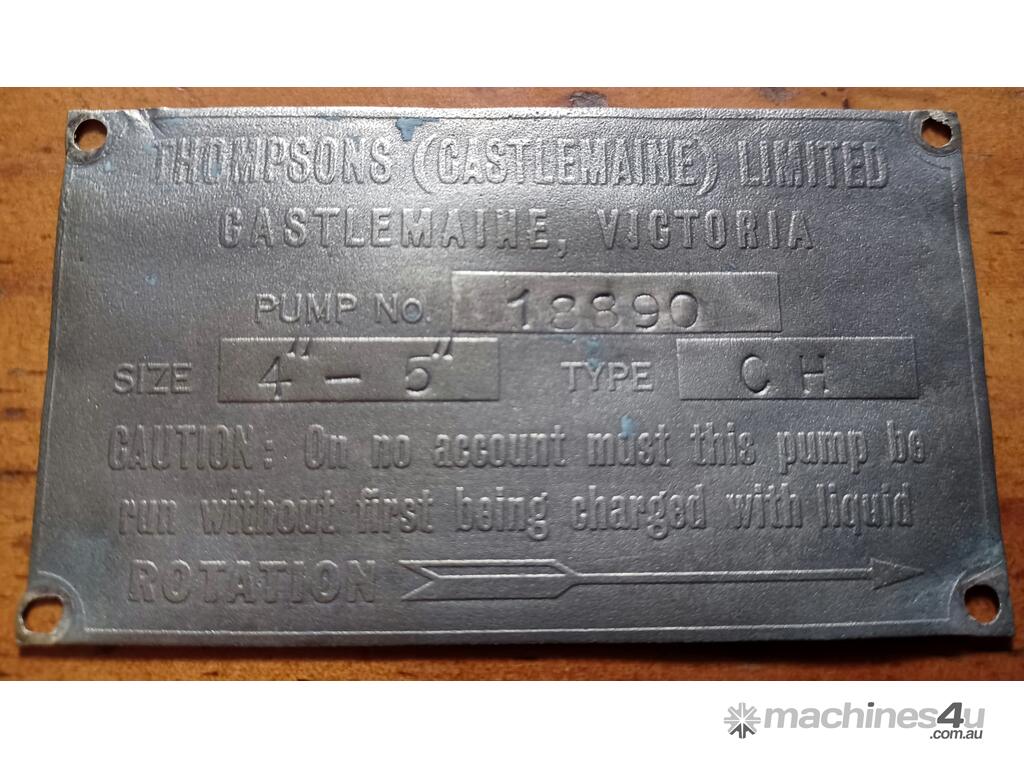 THOMPSONS (CASTLEMAINE) LIMITED
CASTLEMAINE, VICTORIA
PUMP No. 18890
SIZE 4" - 5" TYPE CH
CAUTION: On no account must this pump be
run without first being charged with liquid
ROTATION
machines4u
.com.au